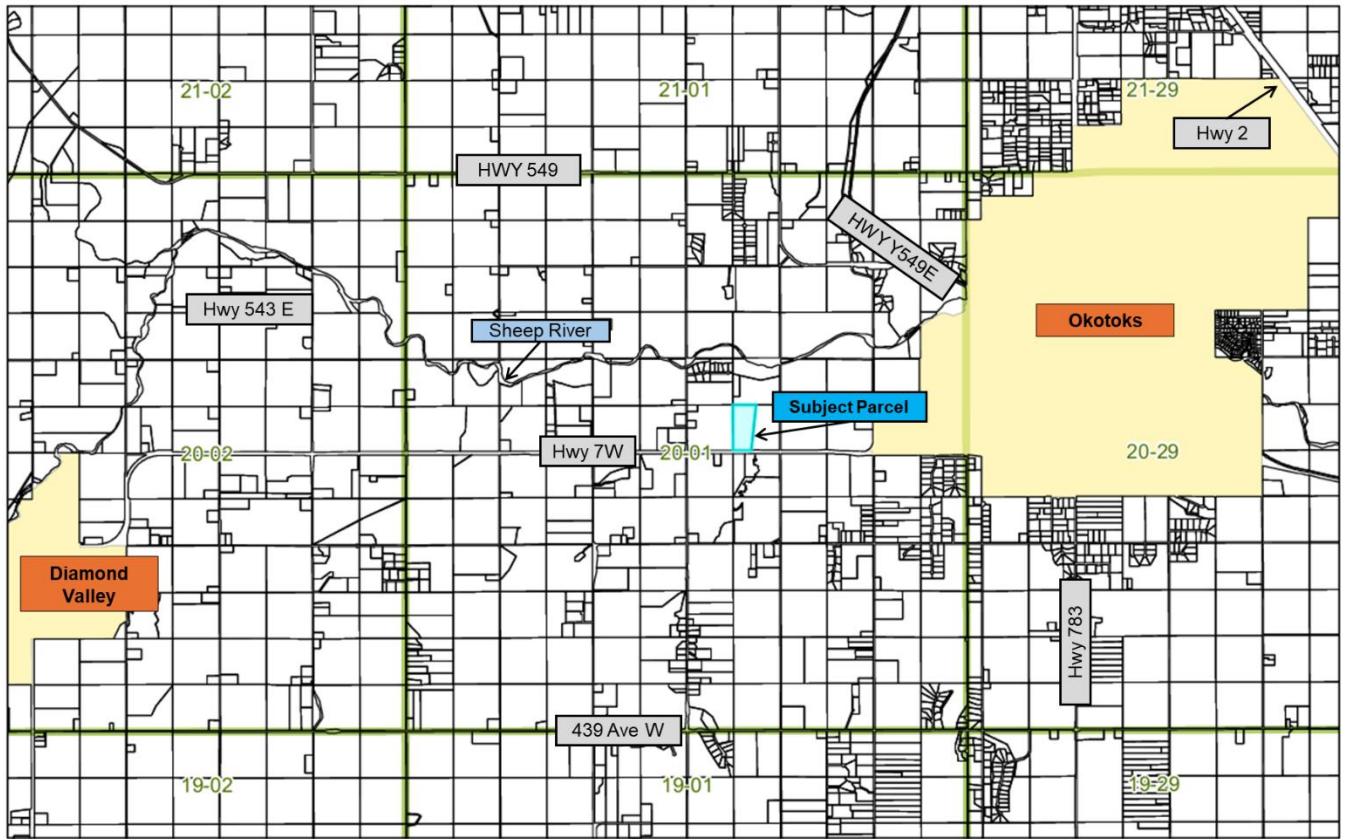 21-02
21-01
21-29
Hwy 2
HWY 549
HWY Y549E
Hwy 543 E
Sheep River
Okotoks
Subject Parcel
Hwy 7W
20-02
20-01
20-29
Diamond
Valley
Hwy 783
439 Ave W
19-02
19-01
19-29